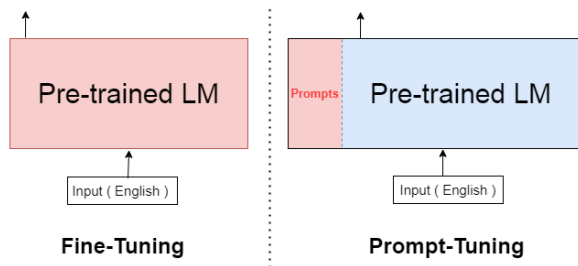 Pre-trained LM
Input ( English )
Fine-Tuning
Prompts
Pre-trained LM
Input ( English )
Prompt-Tuning